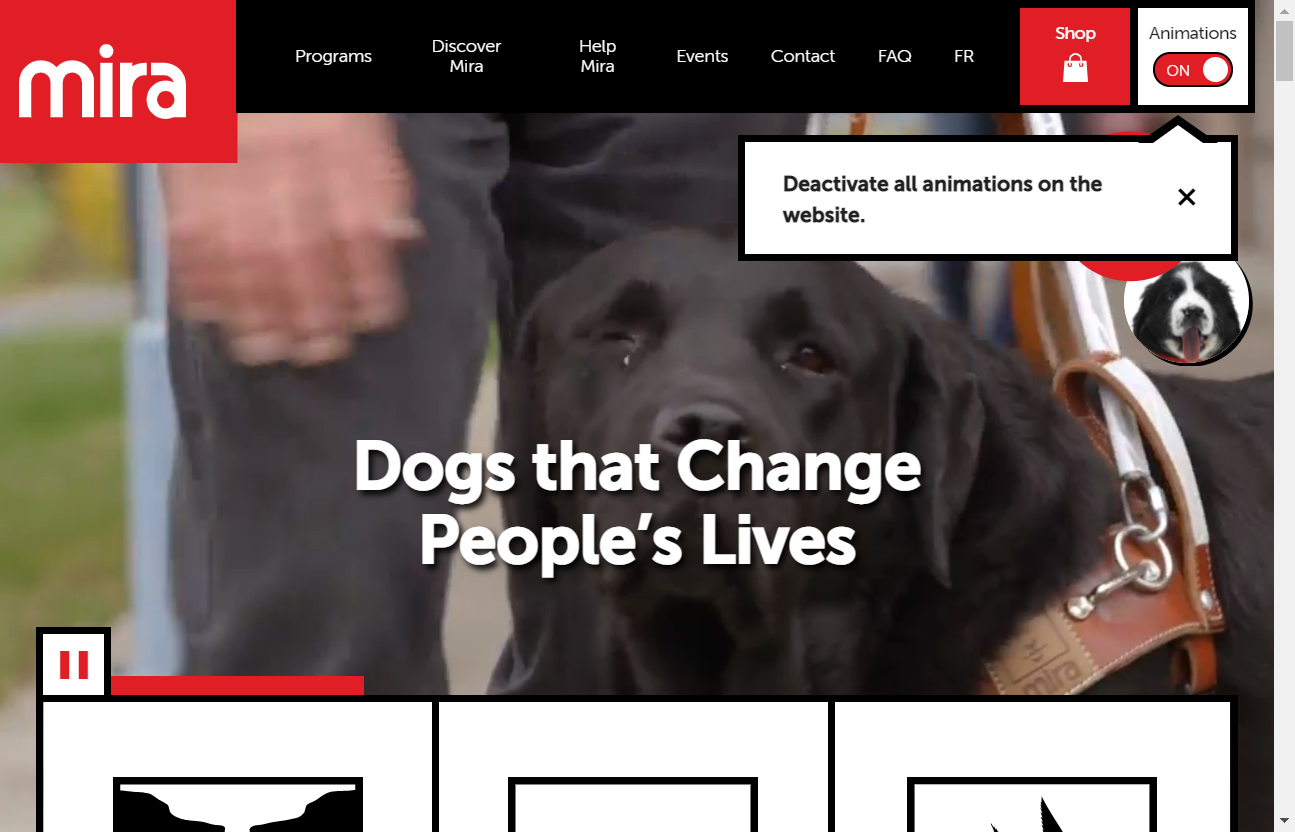 mira
Programs
Discover
Mira
Help
Mira
Events
Contact
FAQ
FR
Shop
Animations
ON
Deactivate all animations on the
website.
Dogs that Change
People’s Lives
mira